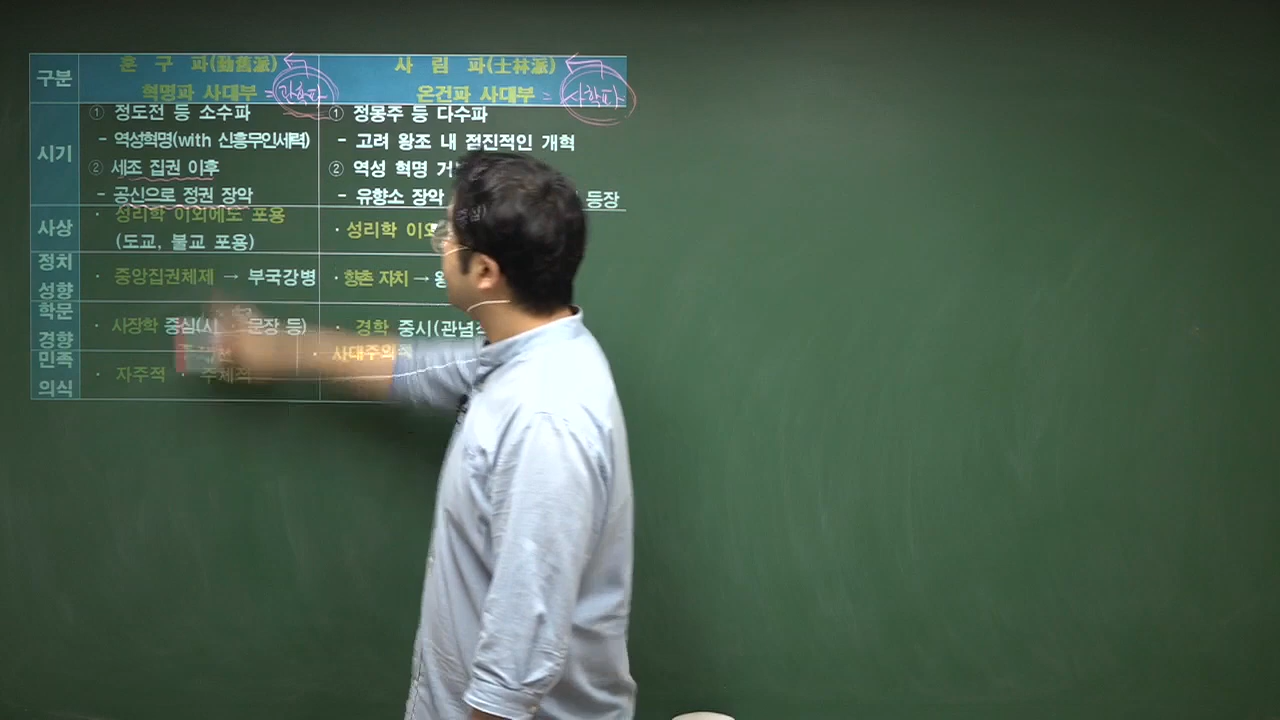 구분 훈 구 파(勳舊派) 사 림 파(士林派)
혁명파 사대부 = 관학파 온건파 사대부 = 사학파
시기 ① 정도전 등 소수파 ① 정몽주 등 다수파
- 역성혁명(with 신흥무인세력) - 고려 왕조 내 점진적인 개혁
② 세조 집권 이후 ② 역성 혁명
- 공신으로 정권 장악 - 유향소 장악 등장
사상 · 성리학 이외에도 포용 · 성리학
(도교, 불교 포용)
정치 성향 · 중앙집권체제 → 부국강병 · 향촌 자치 →
학문 경향 · 사장학 중심(시 문장 등) · 경학 중시(관념
민족 의식 · 자주적 · 주체적 · 사대주의